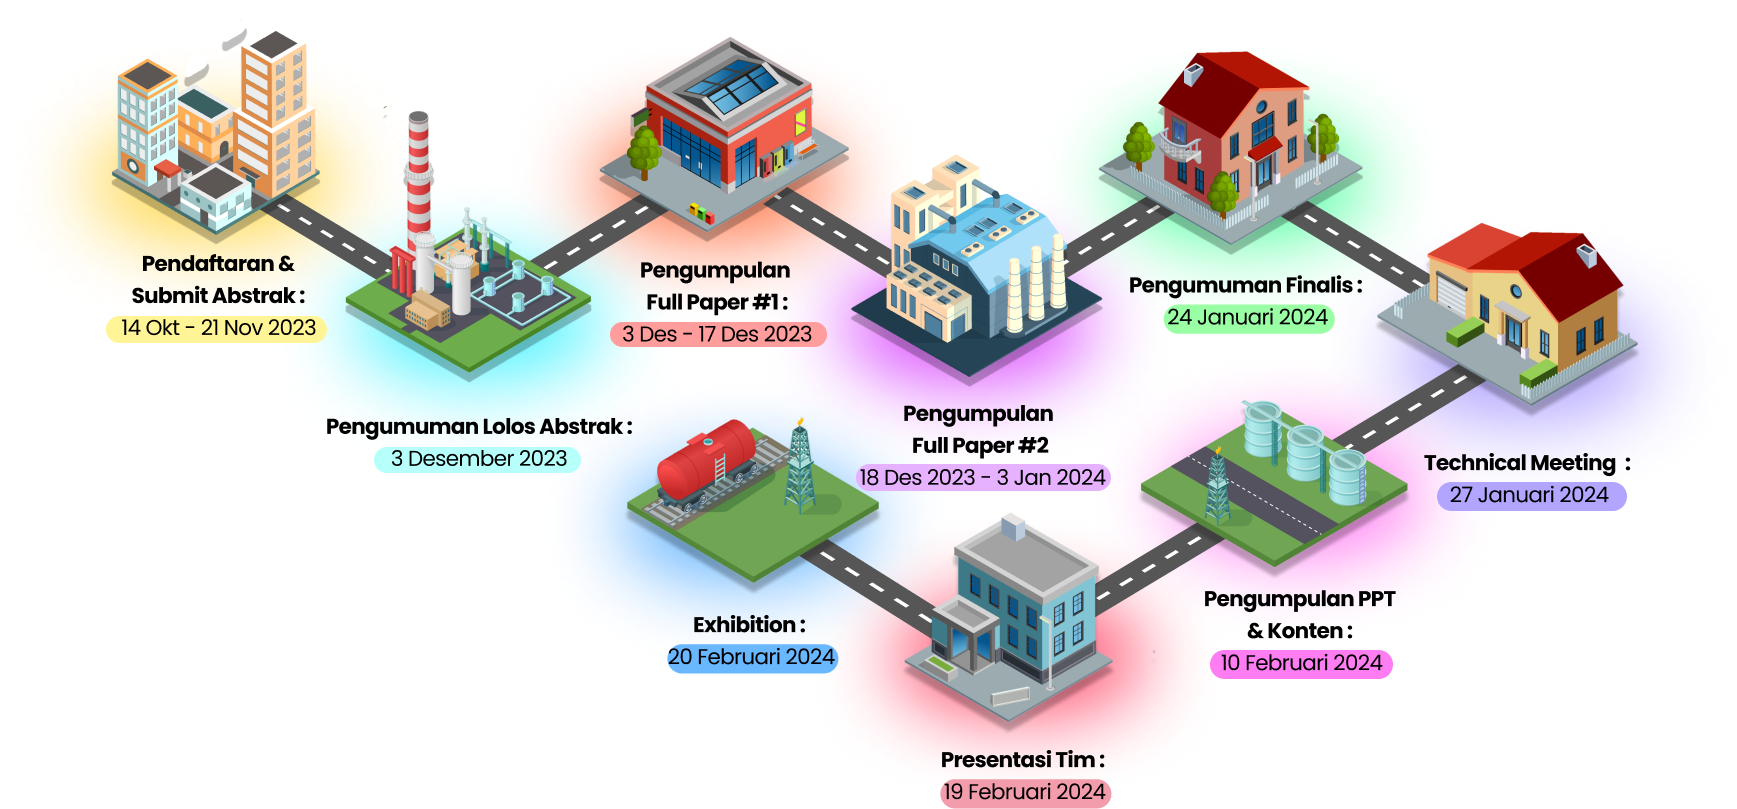 Pendaftaran &
Submit Abstrak :
14 Okt - 21 Nov 2023
Pengumuman Lolos Abstrak :
3 Desember 2023
Pengumpulan
Full Paper #1 :
3 Des - 17 Des 2023
Pengumpulan
Full Paper #2
18 Des 2023 - 3 Jan 2024
Pengumuman Finalis :
24 Januari 2024
Technical Meeting :
27 Januari 2024
Pengumpulan PPT
& Konten :
10 Februari 2024
Presentasi Tim :
19 Februari 2024
Exhibition :
20 Februari 2024